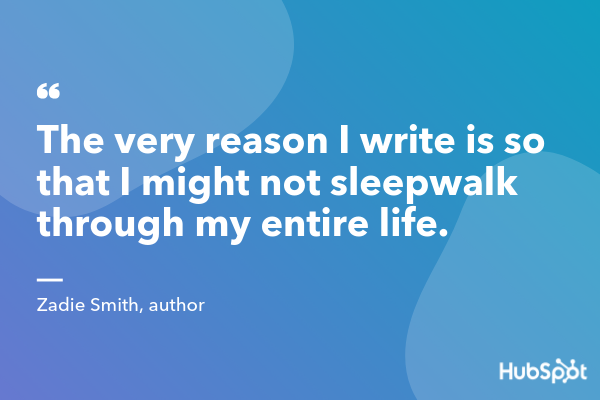 “
The very reason I write is so
that I might not sleepwalk
through my entire life.
Zadie Smith, author
HubSpot